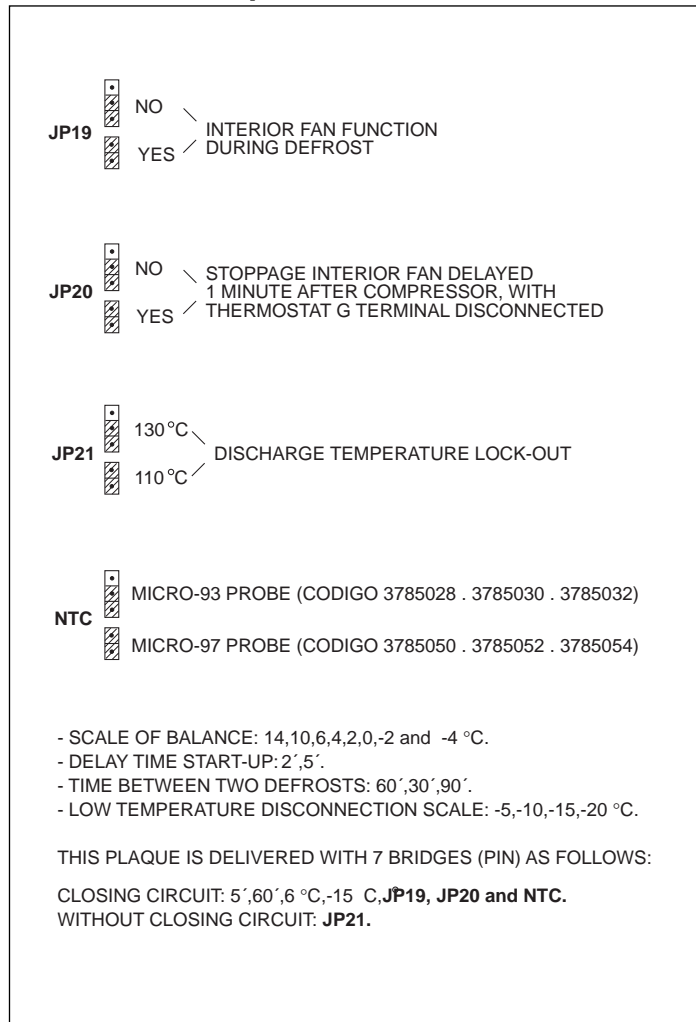 NO
JP19
INTERIOR FAN FUNCTION
DURING DEFROST
YES
NO
STOPPAGE INTERIOR FAN DELAYED
JP20
1 MINUTE AFTER COMPRESSOR, WITH
THERMOSTAT G TERMINAL DISCONNECTED
YES
130 °C
JP21
DISCHARGE TEMPERATURE LOCK-OUT
110 °C
MICRO-93 PROBE (CODIGO 3785028 . 3785030 . 3785032)
NTC
MICRO-97 PROBE (CODIGO 3785050 . 3785052 . 3785054)
- SCALE OF BALANCE: 14,10,6,4,2,0,-2 and -4 °C.
- DELAY TIME START-UP: 2´,5´.
- TIME BETWEEN TWO DEFROSTS: 60´,30´,90´.
- LOW TEMPERATURE DISCONNECTION SCALE: -5,-10,-15,-20 °C.
THIS PLAQUE IS DELIVERED WITH 7 BRIDGES (PIN) AS FOLLOWS:
CLOSING CIRCUIT: 5´,60´,6 °C,-15 °C,JP19, JP20 and NTC.
WITHOUT CLOSING CIRCUIT: JP21.